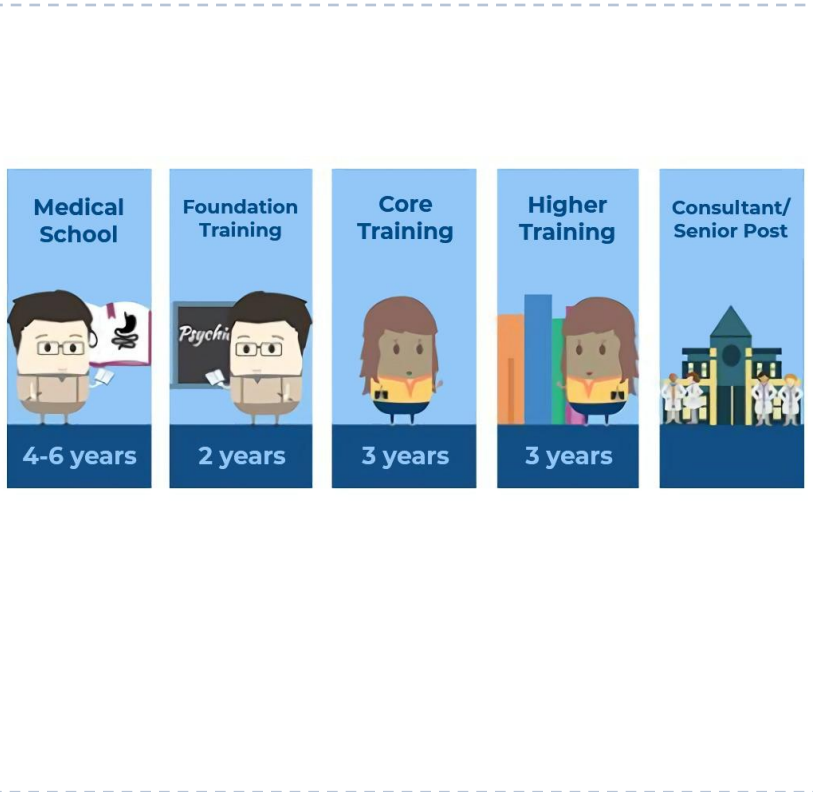 Medical
School
Foundation
Training
Core
Training
Higher
Training
Consultant/
Senior Post
4-6 years
2 years
3 years
3 years